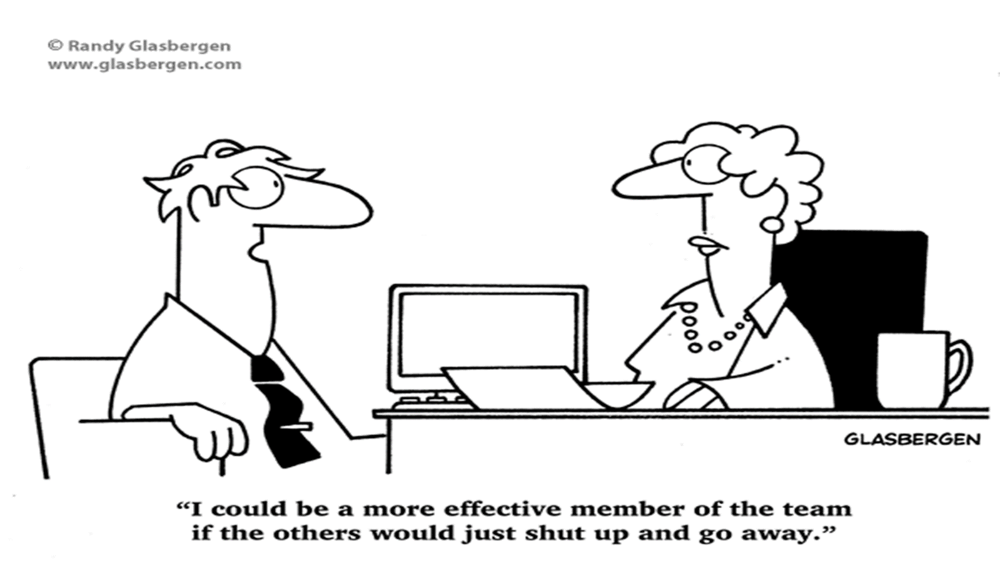 © Randy Glasbergen
www.glasbergen.com
GLASBERGEN
“I could be a more effective member of the team
if the others would just shut up and go away.”